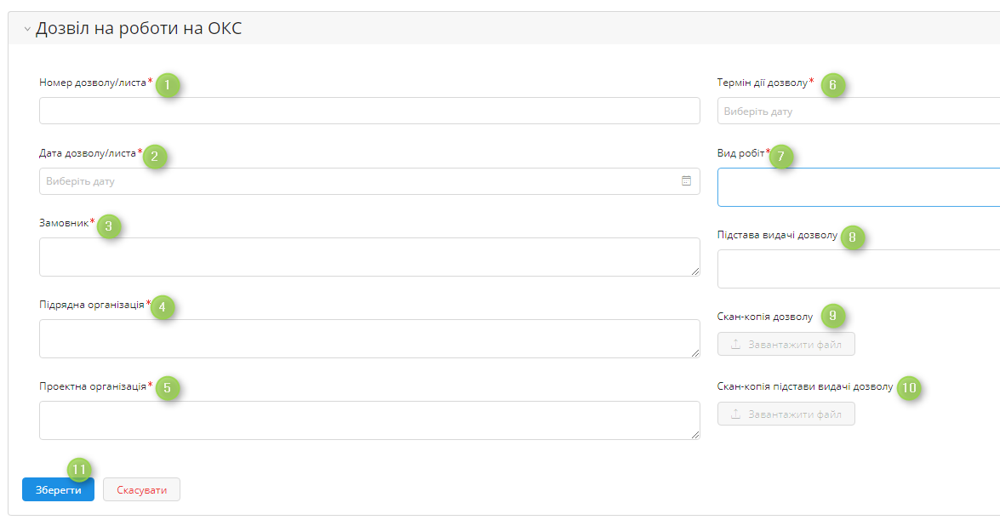 Дозвіл на роботи на ОКС
Номер дозволу/листа* 1
Дата дозволу/листа* 2
Виберіть дату
Замовник* 3
Підрядна організація* 4
Проектна організація* 5
Термін дії дозволу* 6
Виберіть дату
Вид робіт* 7
Підстава видачі дозволу 8
Скан-копія дозволу 9
Завантажити файл
Скан-копія підстави видачі дозволу 10
Завантажити файл
11
Зберегти Скасувати